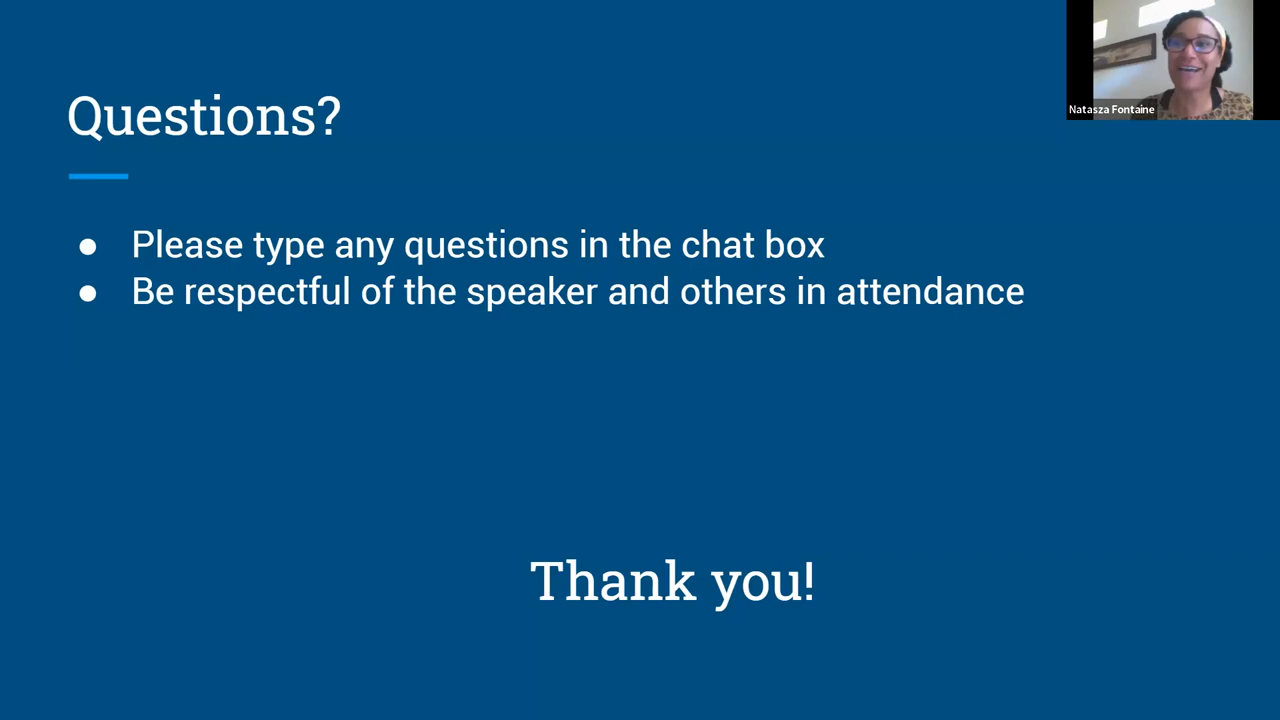 Questions?
● Please type any questions in the chat box
● Be respectful of the speaker and others in attendance
Thank you!
Natasza Fontaine